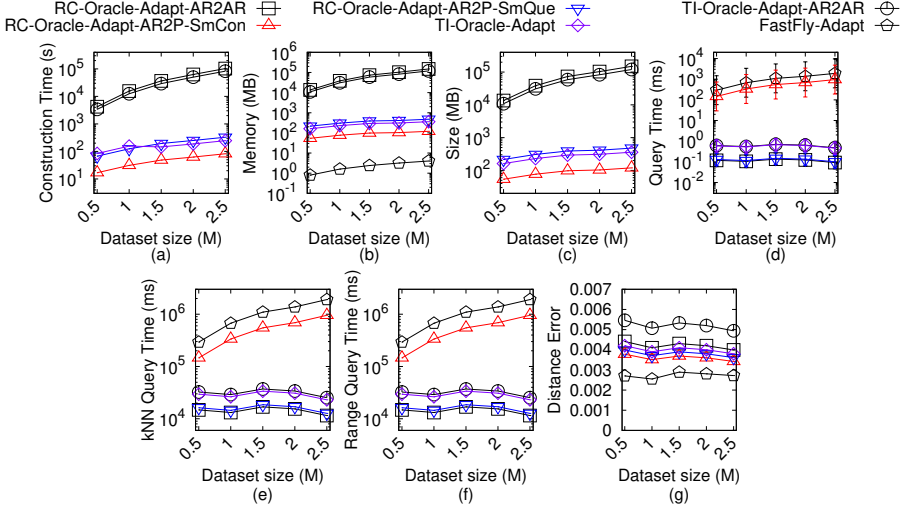 RC-Oracle-Adapt-AR2AR
RC-Oracle-Adapt-AR2P-SmQue
TI-Oracle-Adapt-AR2AR
RC-Oracle-Adapt-AR2P-SmCon
TI-Oracle-Adapt
FastFly-Adapt
Construction Time (s)
10^5
10^4
10^3
10^2
10^1
0.5
1
1.5
2
2.5
Dataset size (M)
(a)
Memory (MB)
10^6
10^5
10^4
10^3
10^2
10^1
10^0
10^-1
0.5
1
1.5
2
2.5
Dataset size (M)
(b)
Size (MB)
10^5
10^4
10^3
10^2
0.5
1
1.5
2
2.5
Dataset size (M)
(c)
Query Time (ms)
10^4
10^3
10^2
10^1
10^0
10^-1
10^-2
0.5
1
1.5
2
2.5
Dataset size (M)
(d)
kNN Query Time (ms)
10^6
10^5
10^4
0.5
1
1.5
2
2.5
Dataset size (M)
(e)
Range Query Time (ms)
10^6
10^5
10^4
0.5
1
1.5
2
2.5
Dataset size (M)
(f)
Distance Error
0.007
0.006
0.005
0.004
0.003
0.002
0.001
0
0.5
1
1.5
2
2.5
Dataset size (M)
(g)